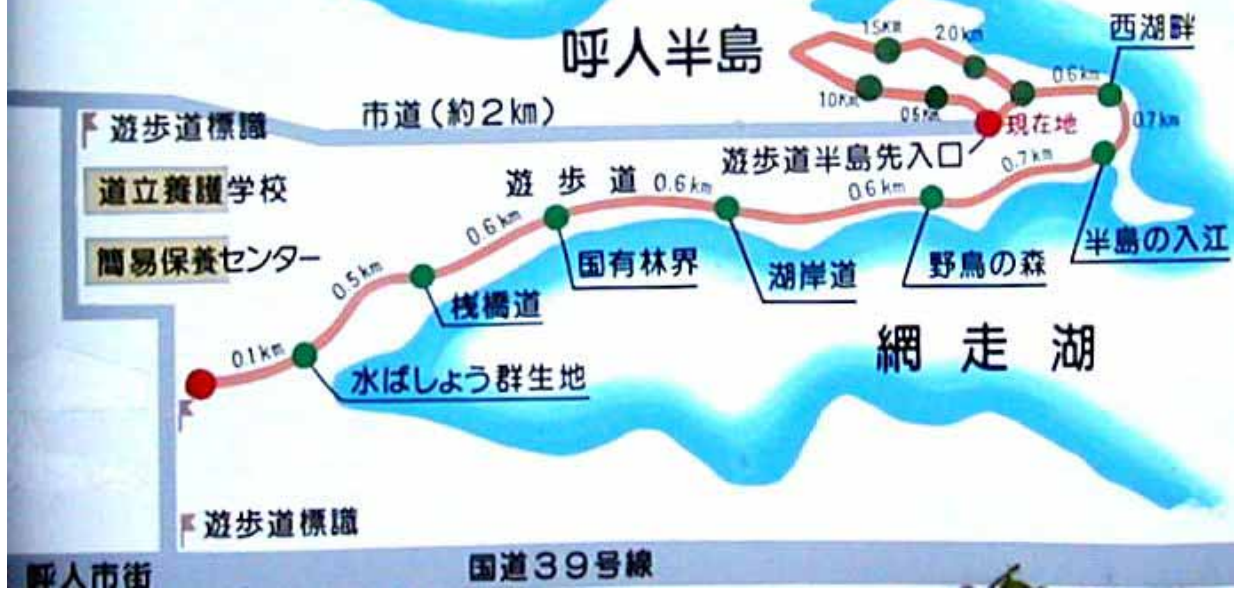 呼人半島
西湖畔
1.5Km
2.0km
0.6km
1.0Km
0.5Km
0.7km
現在地
市道(約2km)
遊歩道標識
遊歩道半島先入口
0.7km
道立養護学校
遊歩道
0.6km
0.6km
0.6km
半島の入江
簡易保養センター
国有林界
湖岸道
野鳥の森
0.5km
桟橋道
網走湖
0.1km
水ばしょう群生地
遊歩道標識
国道39号線
呼人市街